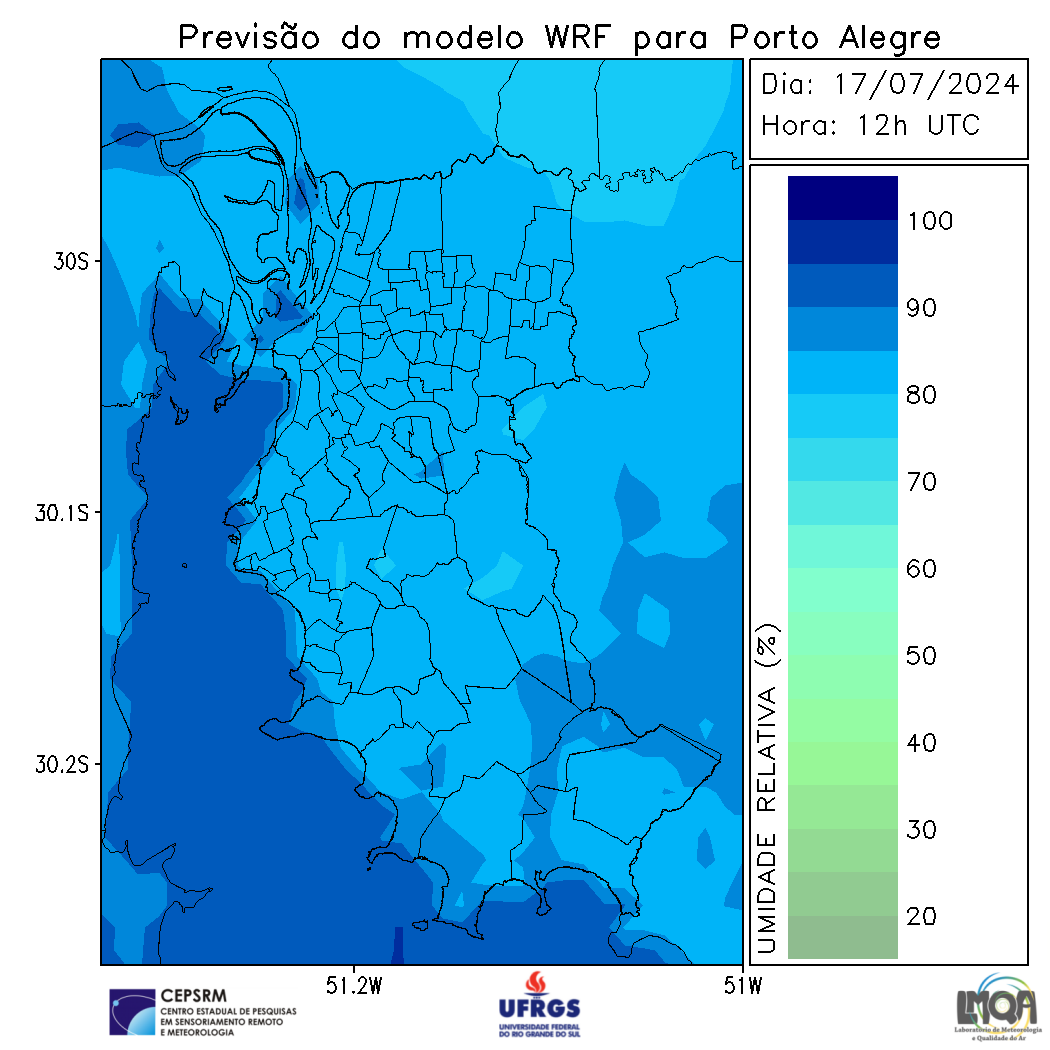 Previsão do modelo WRF para Porto Alegre
Dia: 17/07/2024
Hora: 12h UTC
100
90
80
70
60
50
40
30
20
UMIDADE RELATIVA (%)
30S
30.1S
30.2S
51.2W
51W
CEPSRM
CENTRO ESTADUAL DE PESQUISAS
EM SENSORIAMENTO REMOTO
E METEOROLOGIA
UFRGS
UNIVERSIDADE FEDERAL
DO RIO GRANDE DO SUL
LMQA
Laboratório de Meteorologia
e Qualidade do Ar